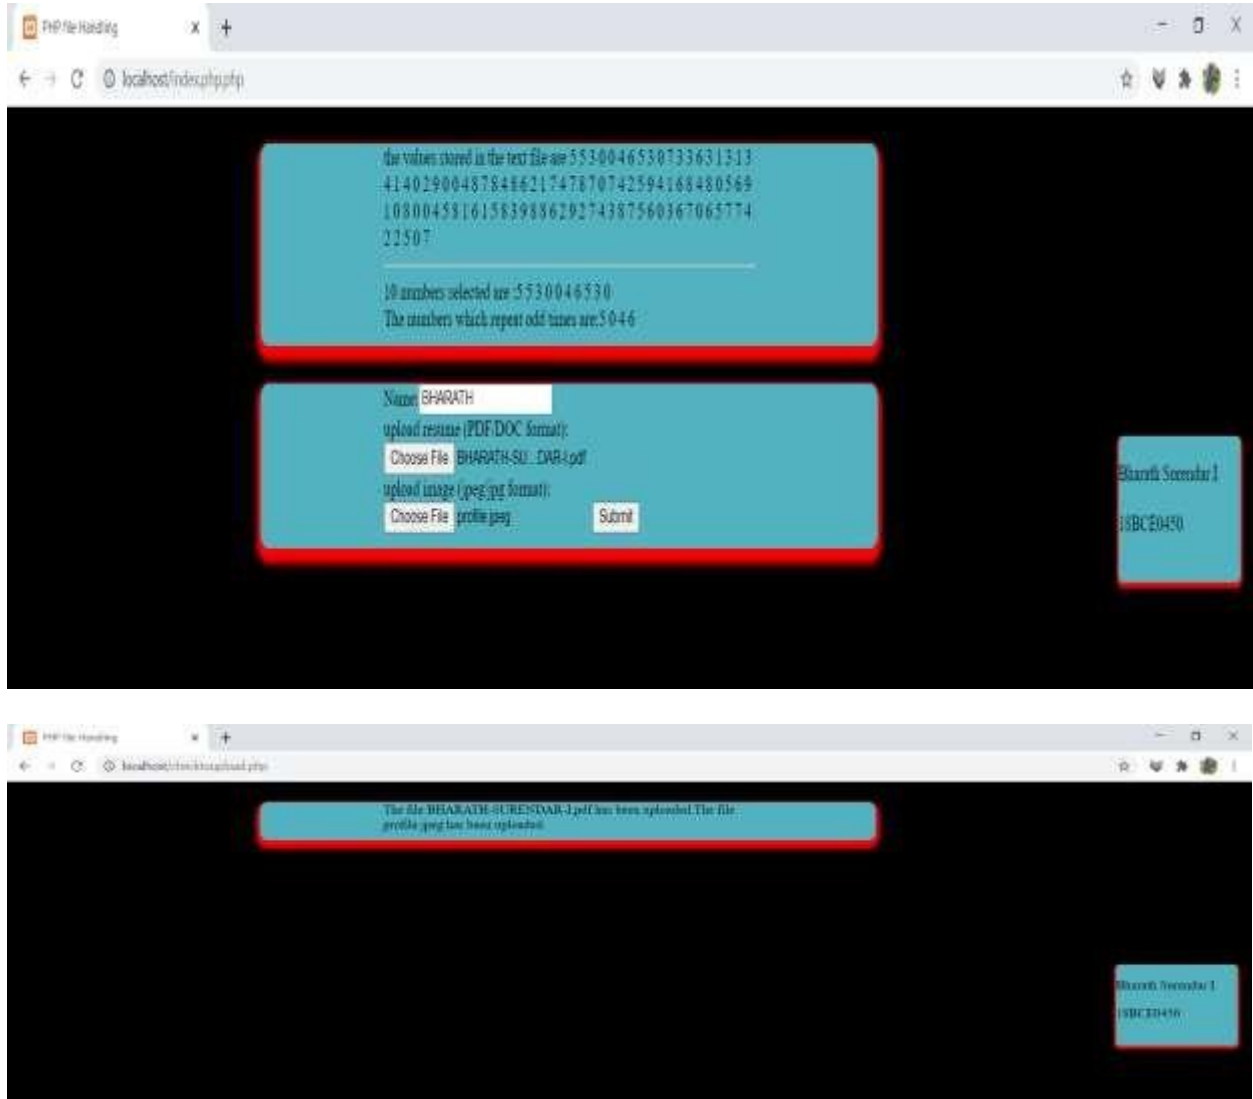 PHP file Handling
localhost/index.php.php
the values stored in the text file are 5 5 3 0 0 4 6 5 3 0 7 3 3 6 3 1 3 1 3
4 1 4 0 2 9 0 0 4 8 7 8 4 8 6 2 1 7 4 7 8 7 0 7 4 2 5 9 4 1 6 8 4 8 0 5 6 9
1 0 8 0 0 4 5 8 1 6 1 5 8 3 9 8 8 6 2 9 2 7 4 3 8 7 5 6 0 3 6 7 0 6 5 7 7 4
2 2 5 0 7
10 numbers selected are :5 5 3 0 0 4 6 5 3 0
The numbers which repeat odd times are:5 0 4 6
Name: BHARATH
upload resume (PDF/DOC format):
Choose File BHARATH-SU...DAR-I.pdf
upload image (jpeg/jpg format):
Choose File profile.jpeg Submit
Bharath Surendar I
18BCE0450
PHP file Handling
The file BHARATH-SURENDAR-I.pdf has been uploaded.The file
profile.jpeg has been uploaded.
Bharath Surendar I
18BCE0450